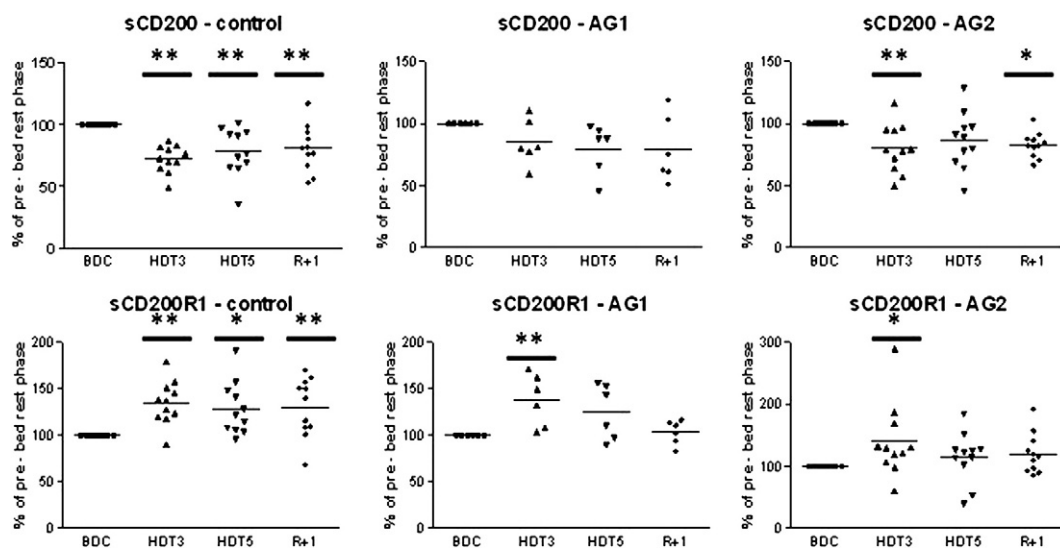 sCD200 - control
** ** **
% of pre - bed rest phase
150
100
50
0
BDC HDT3 HDT5 R+1
sCD200 - AG1
% of pre - bed rest phase
150
100
50
0
BDC HDT3 HDT5 R+1
sCD200 - AG2
** *
% of pre - bed rest phase
150
100
50
0
BDC HDT3 HDT5 R+1
sCD200R1 - control
** * **
% of pre - bed rest phase
200
150
100
50
0
BDC HDT3 HDT5 R+1
sCD200R1 - AG1
**
% of pre - bed rest phase
200
150
100
50
0
BDC HDT3 HDT5 R+1
sCD200R1 - AG2
*
% of pre - bed rest phase
300
200
100
0
BDC HDT3 HDT5 R+1